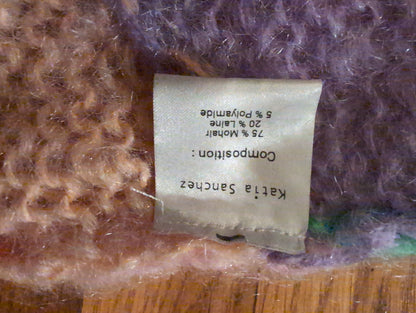 Katia Sanchez
Composition :
75 % Mohair
20 % Laine
5 % Polyamide